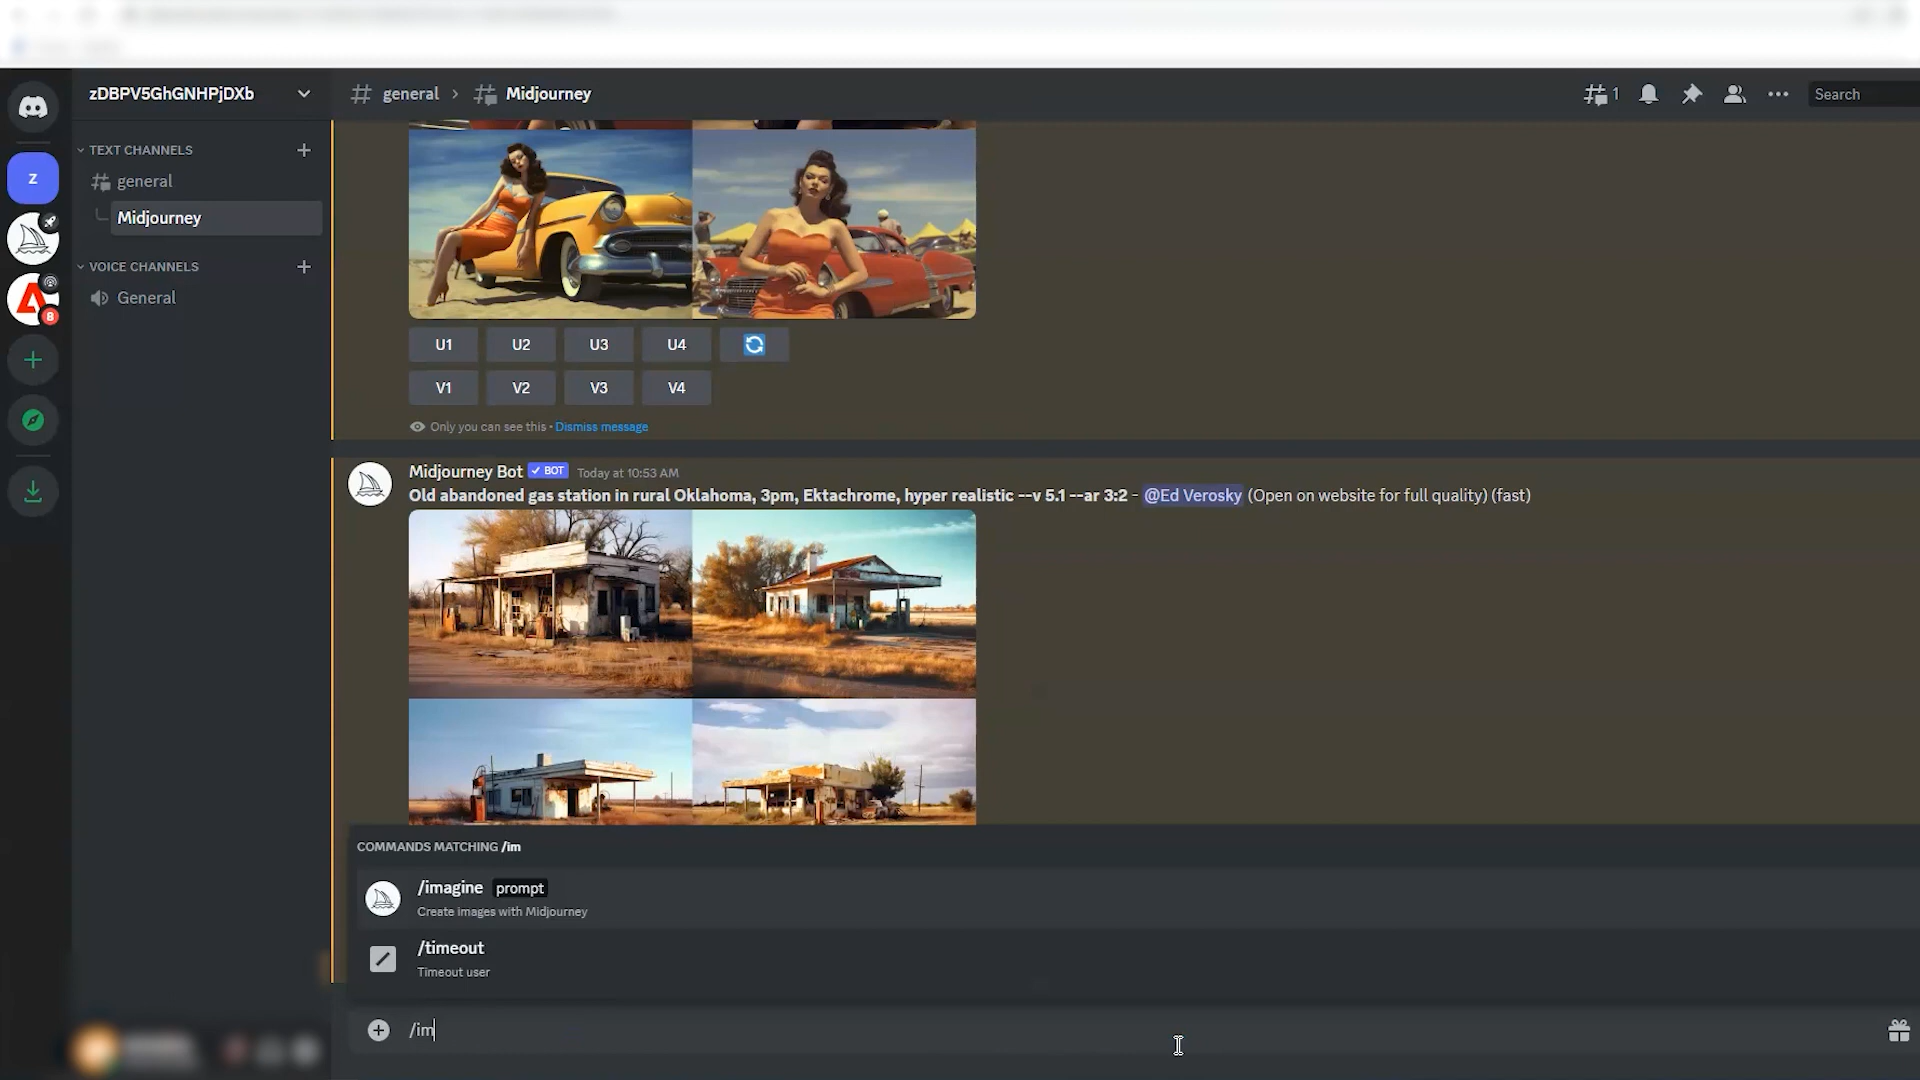 zDBPV5GhGNHPjDXb
general › Midjourney
1
Search
TEXT CHANNELS
general
Midjourney
VOICE CHANNELS
General
Z
8
U1 U2 U3 U4
V1 V2 V3 V4
Only you can see this • Dismiss message
Midjourney Bot ✓ BOT Today at 10:53 AM
Old abandoned gas station in rural Oklahoma, 3pm, Ektachrome, hyper realistic --v 5.1 --ar 3:2 - @Ed Verosky (Open on website for full quality) (fast)
COMMANDS MATCHING /im
/imagine prompt
Create images with Midjourney
/timeout
Timeout user
/im